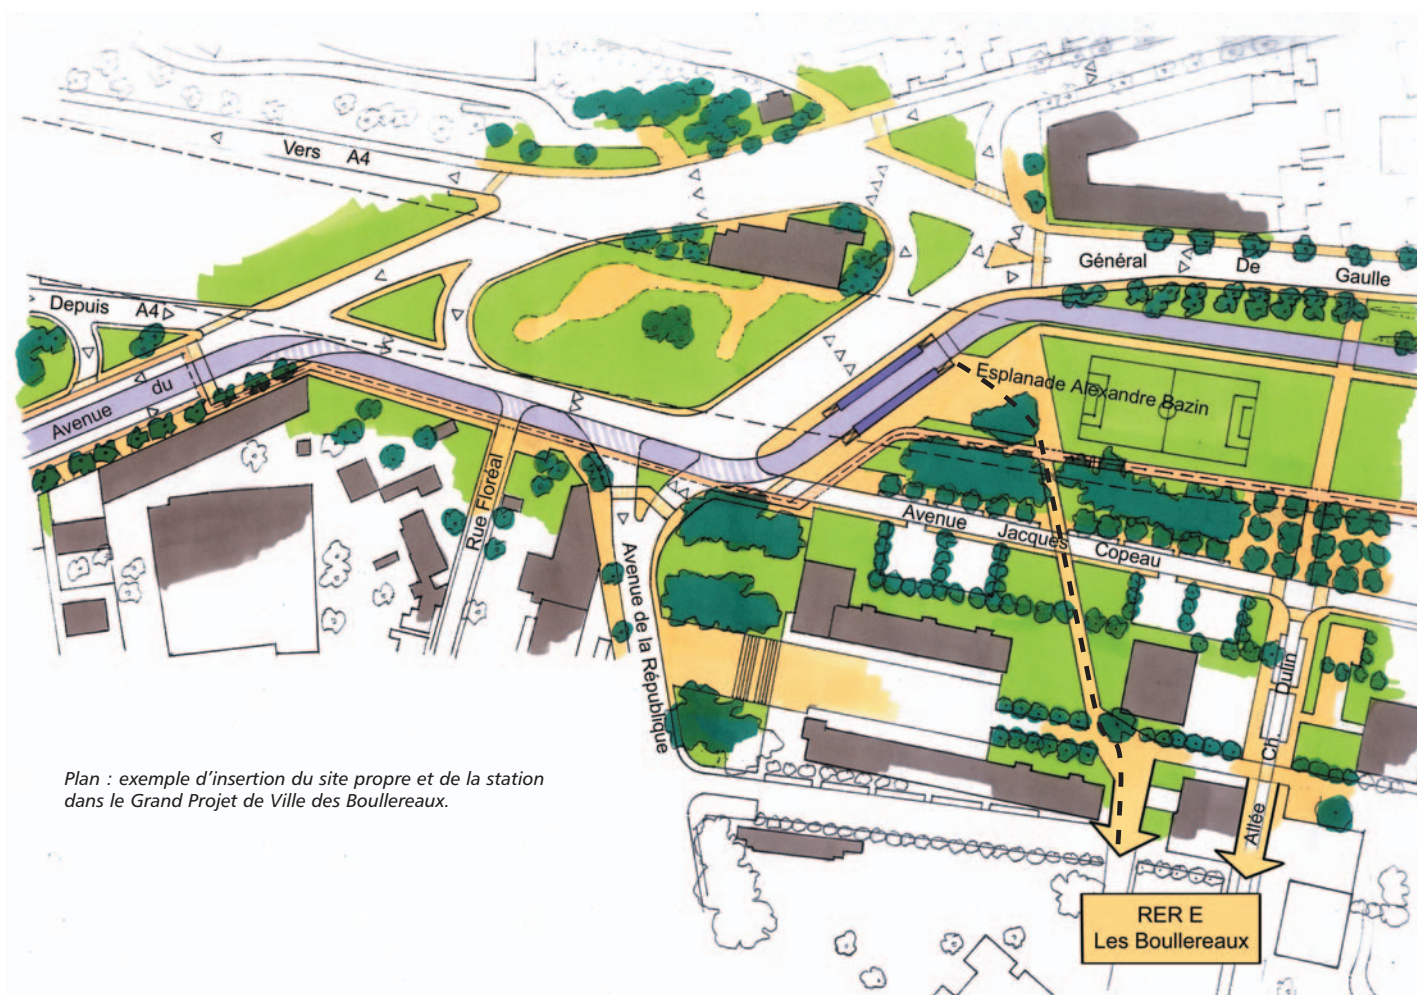 Vers A4
Général De Gaulle
Depuis A4
Avenue du
Esplanade Alexandre Bazin
Rue Floréal
Avenue Jacques Copeau
Avenue de la République
Allée Ch. Dulin
Plan : exemple d'insertion du site propre et de la station
dans le Grand Projet de Ville des Boullereaux.
RER E
Les Boullereaux